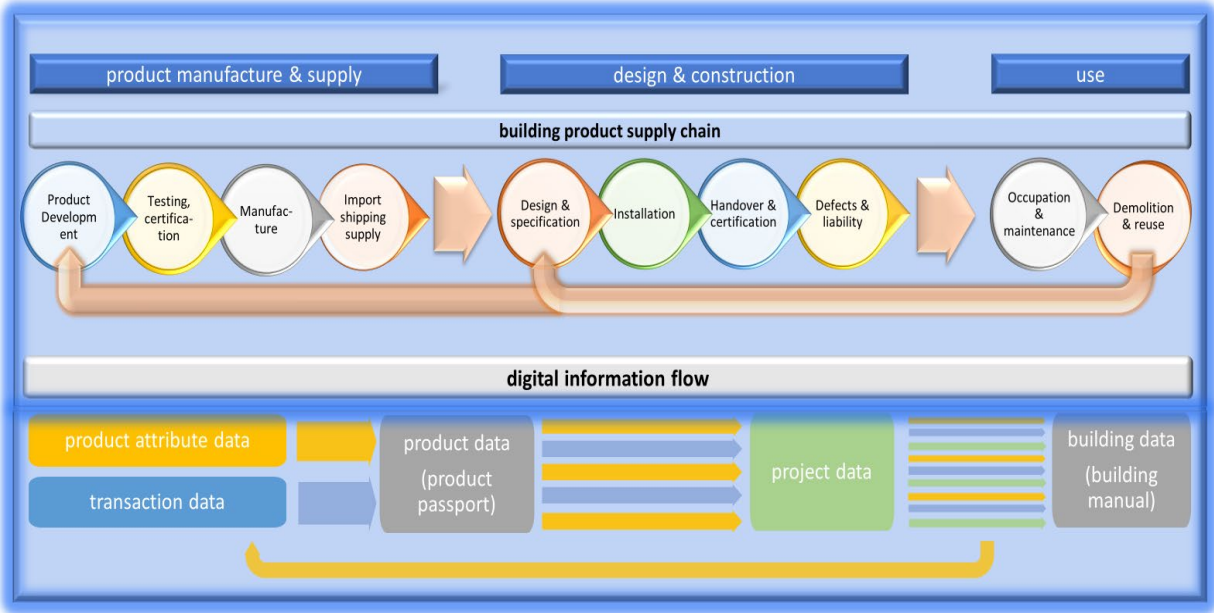 product manufacture & supply
design & construction
use
building product supply chain
Product
Developm
ent
Testing,
certifica-
tion
Manufac-
ture
Import
shipping
supply
Design &
specification
Installation
Handover &
certification
Defects &
liability
Occupation
&
maintenance
Demolition
& reuse
digital information flow
product attribute data
transaction data
product data
(product
passport)
project data
building data
(building
manual)